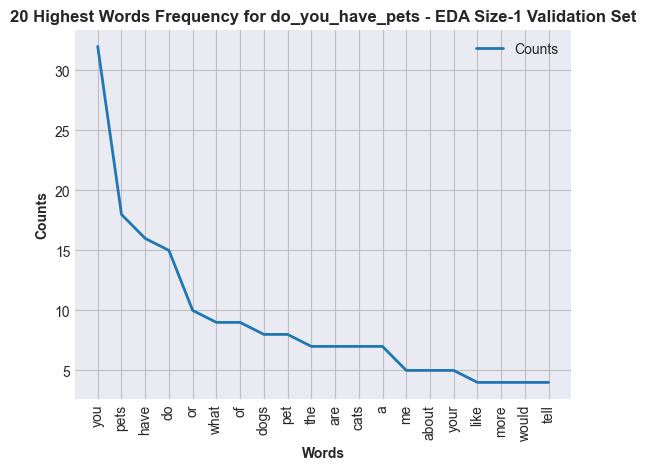 20 Highest Words Frequency for do_you_have_pets - EDA Size-1 Validation Set
Counts
30
25
20
15
10
5
Counts
you pets have do or what of dogs pet the are cats a me about your like more would tell
Words